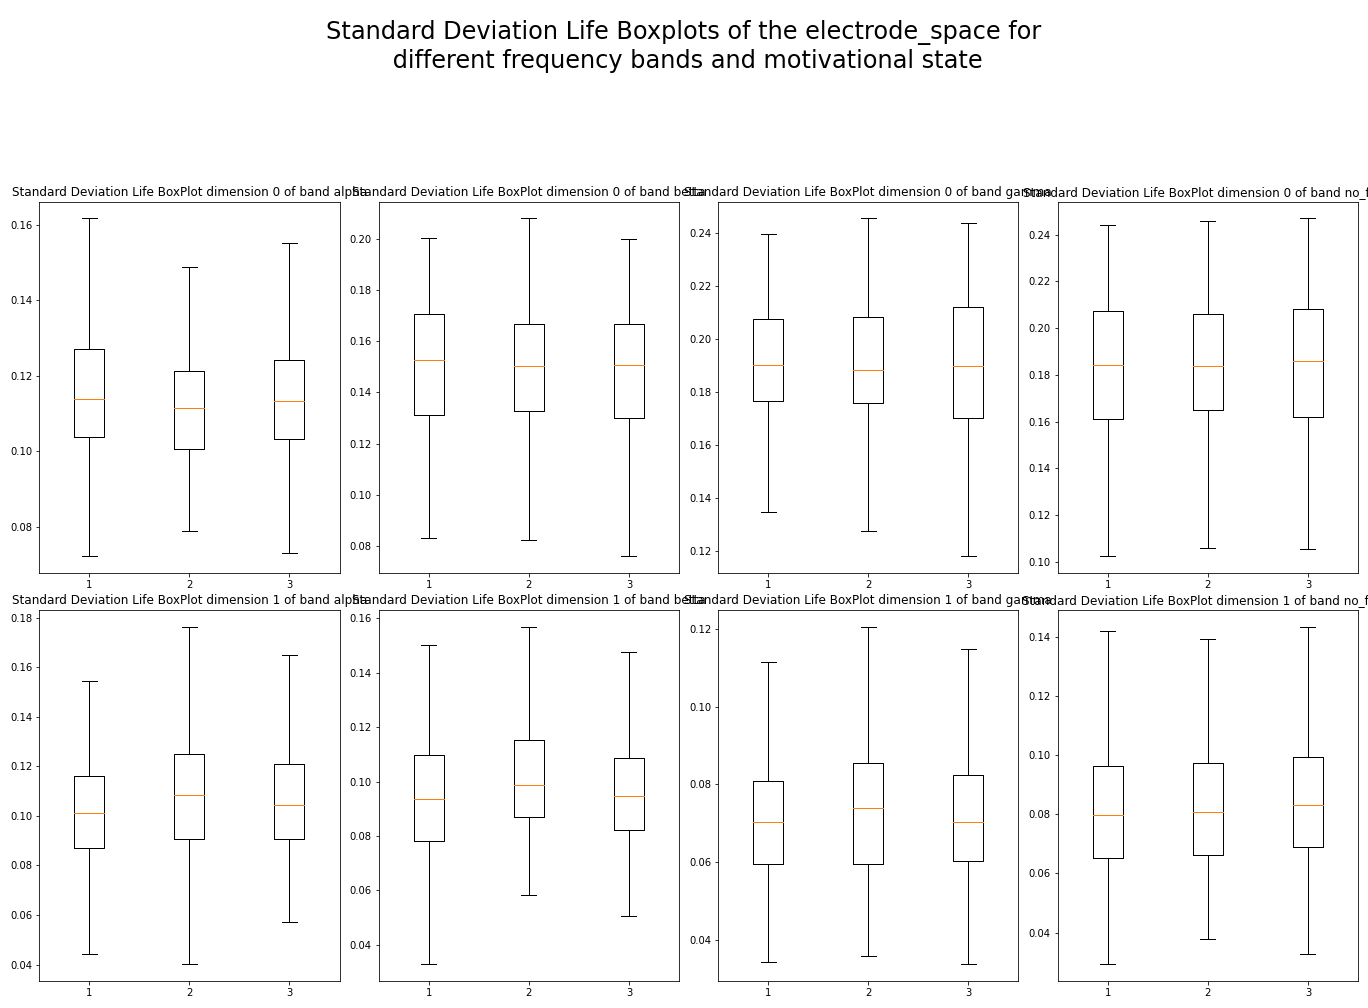 Standard Deviation Life Boxplots of the electrode_space for
different frequency bands and motivational state
Standard Deviation Life BoxPlot dimension 0 of band alpha
Standard Deviation Life BoxPlot dimension 0 of band betta
Standard Deviation Life BoxPlot dimension 0 of band gamma
Standard Deviation Life BoxPlot dimension 0 of band no_f
0.16
0.14
0.12
0.10
0.08
1 2 3
0.20
0.18
0.16
0.14
0.12
0.10
0.08
1 2 3
0.24
0.22
0.20
0.18
0.16
0.14
0.12
1 2 3
0.24
0.22
0.20
0.18
0.16
0.14
0.12
0.10
1 2 3
Standard Deviation Life BoxPlot dimension 1 of band alpha
Standard Deviation Life BoxPlot dimension 1 of band betta
Standard Deviation Life BoxPlot dimension 1 of band gamma
Standard Deviation Life BoxPlot dimension 1 of band no_f
0.18
0.16
0.14
0.12
0.10
0.08
0.06
0.04
1 2 3
0.16
0.14
0.12
0.10
0.08
0.06
0.04
1 2 3
0.12
0.10
0.08
0.06
0.04
1 2 3
0.14
0.12
0.10
0.08
0.06
0.04
1 2 3